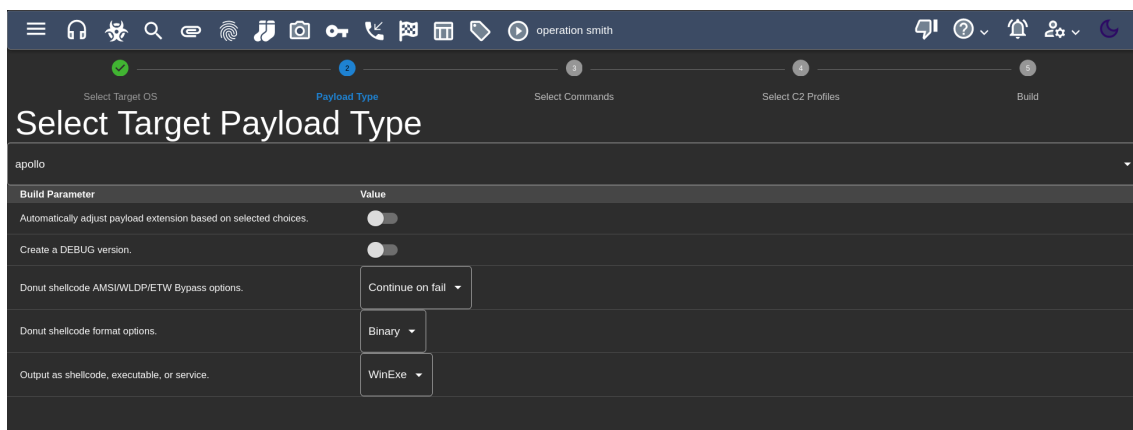 operation smith
2 3 4 5
Select Target OS Payload Type Select Commands Select C2 Profiles Build
Select Target Payload Type
apollo
Build Parameter Value
Automatically adjust payload extension based on selected choices.
Create a DEBUG version.
Donut shellcode AMSI/WLDP/ETW Bypass options. Continue on fail
Donut shellcode format options. Binary
Output as shellcode, executable, or service. WinExe